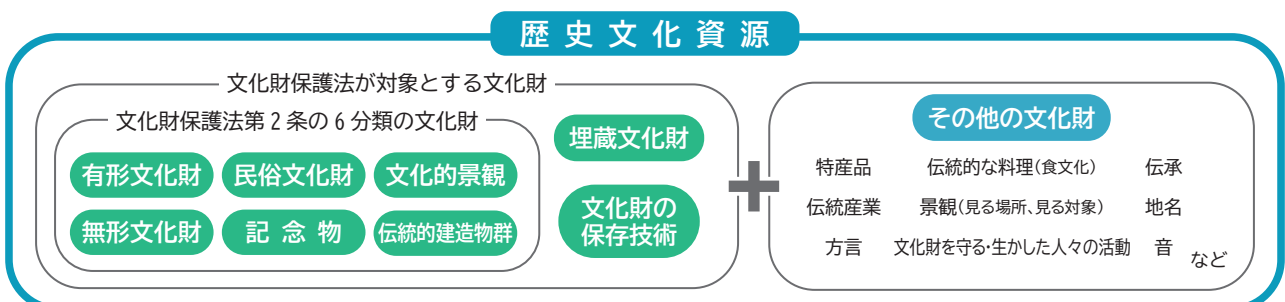 歴史文化資源
文化財保護法が対象とする文化財
文化財保護法第2条の6分類の文化財
有形文化財 民俗文化財 文化的景観
無形文化財 記念物 伝統的建造物群
埋蔵文化財
文化財の
保存技術
+
その他の文化財
特産品 伝統的な料理(食文化) 伝承
伝統産業 景観(見る場所、見る対象) 地名
方言 文化財を守る・生かした人々の活動 音 など